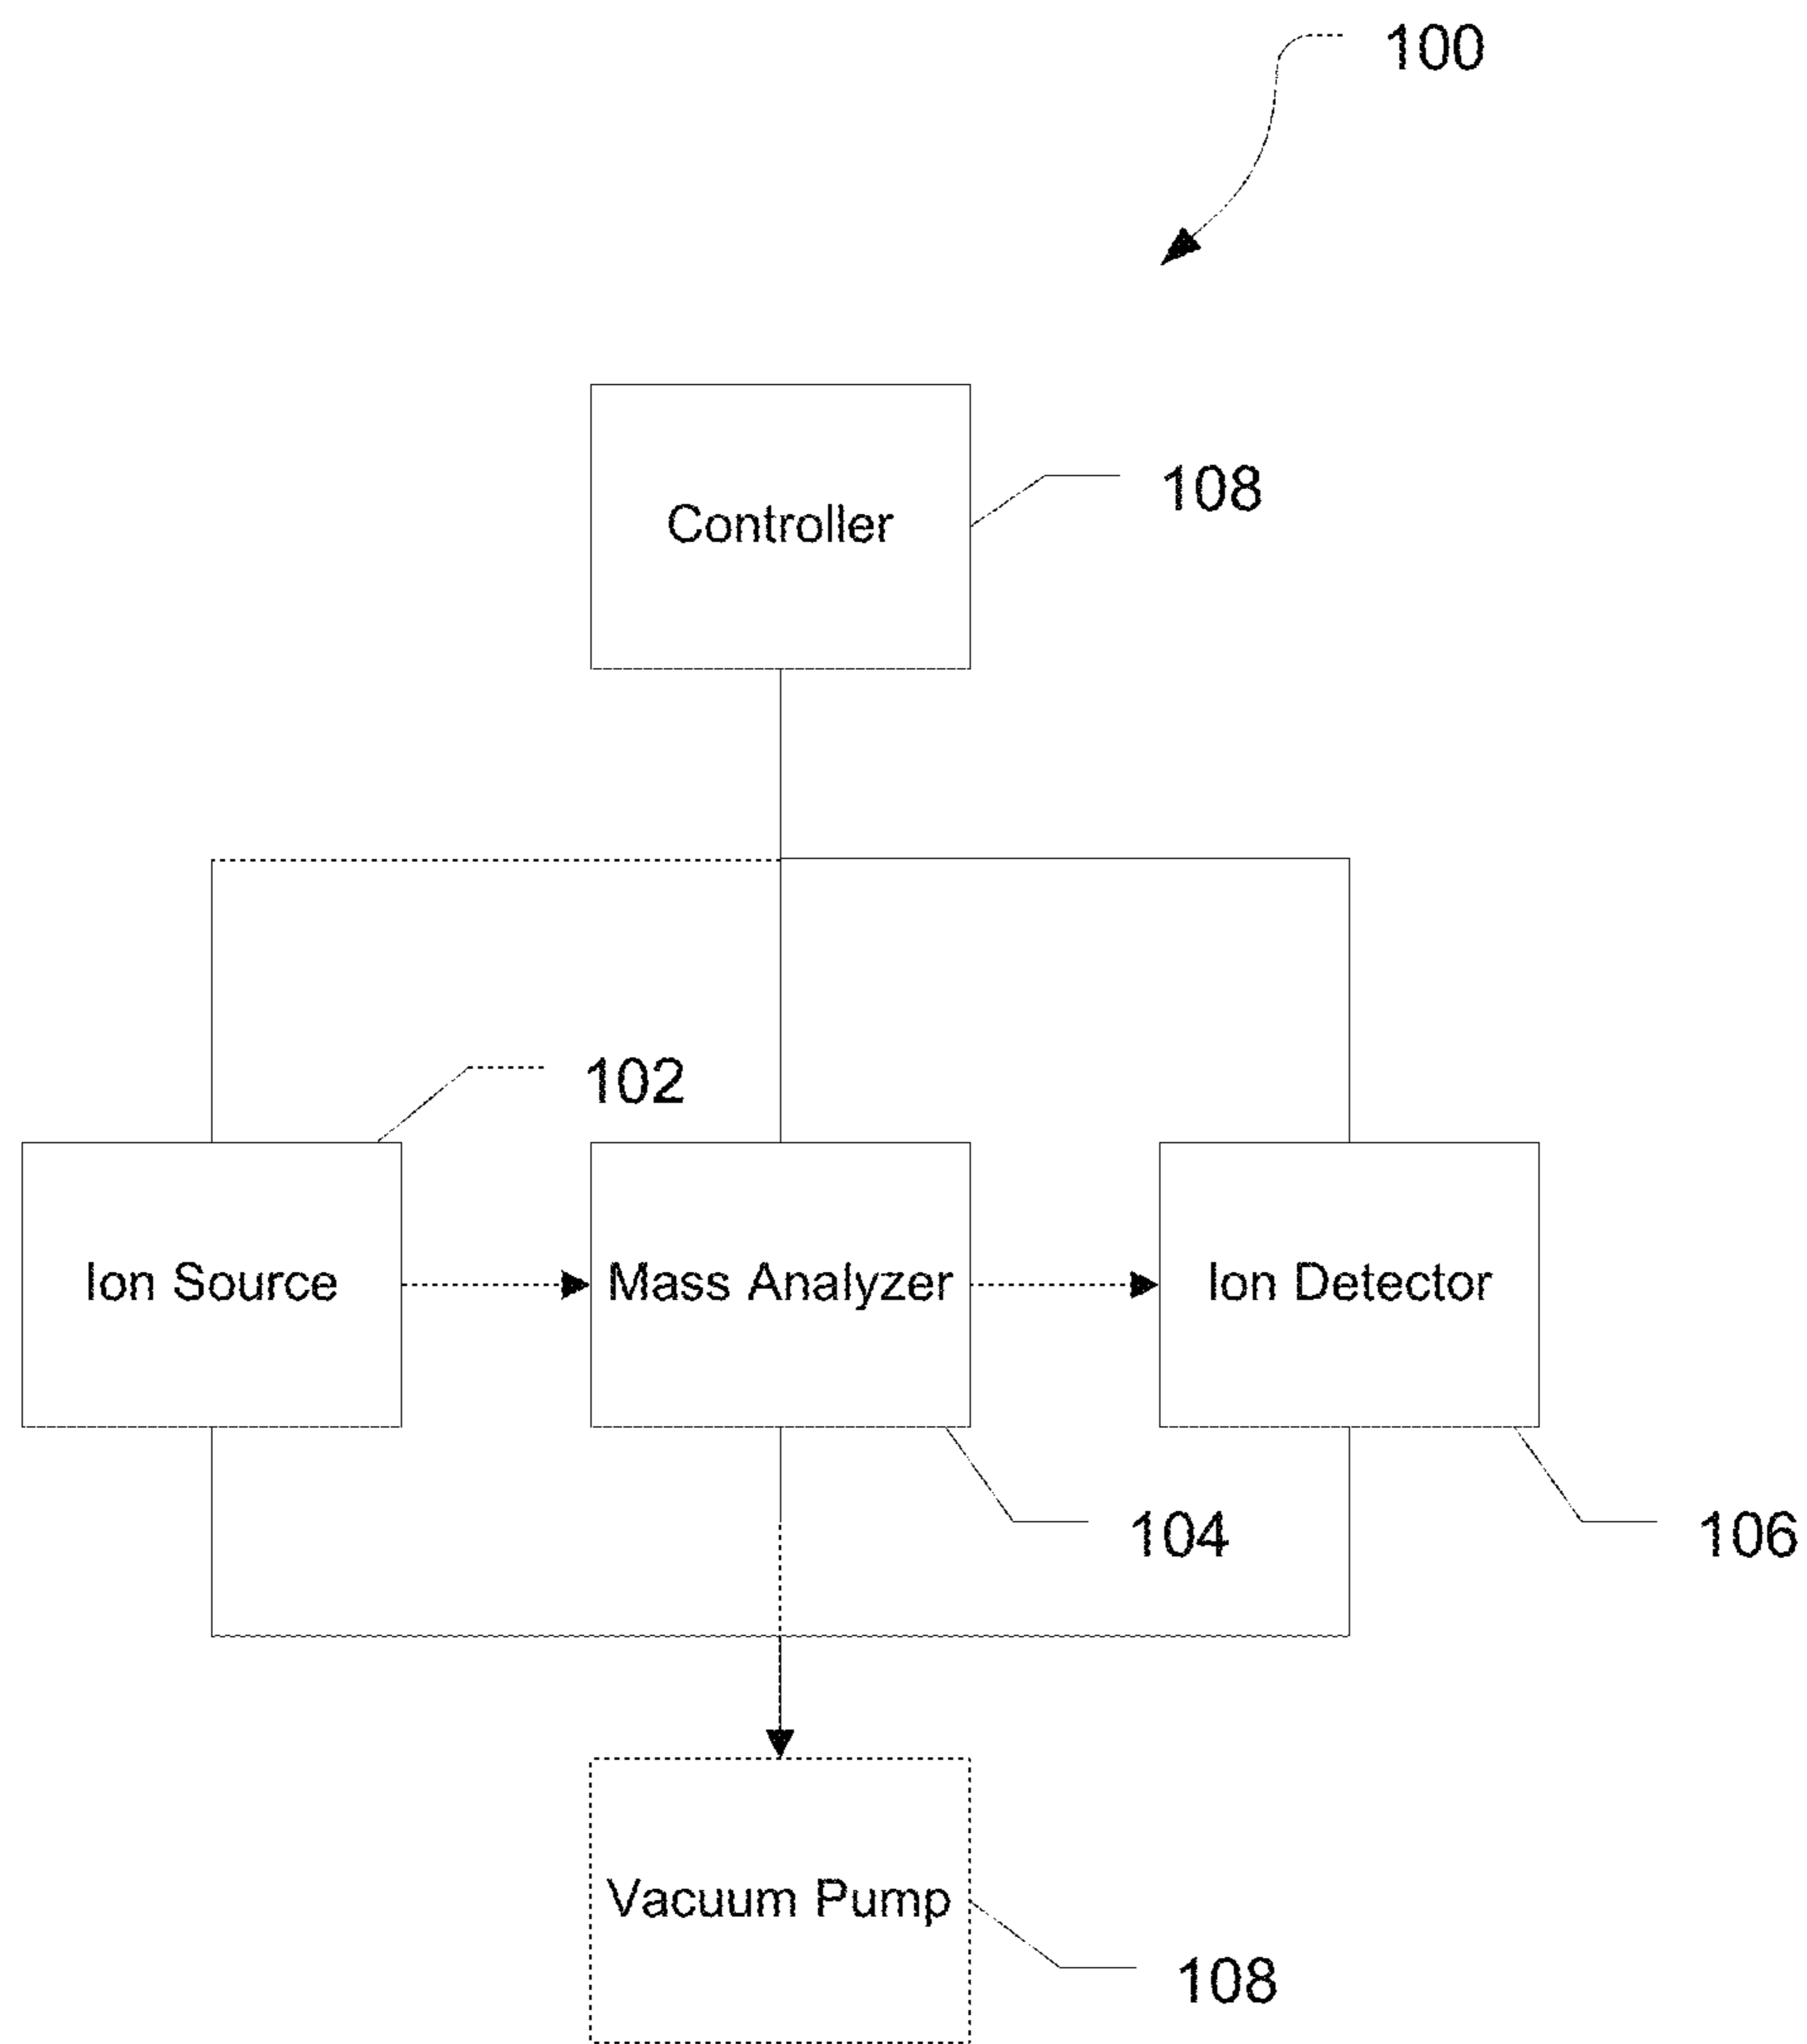 100
Controller
108
102
Ion Source
Mass Analyzer
Ion Detector
104
106
Vacuum Pump
108